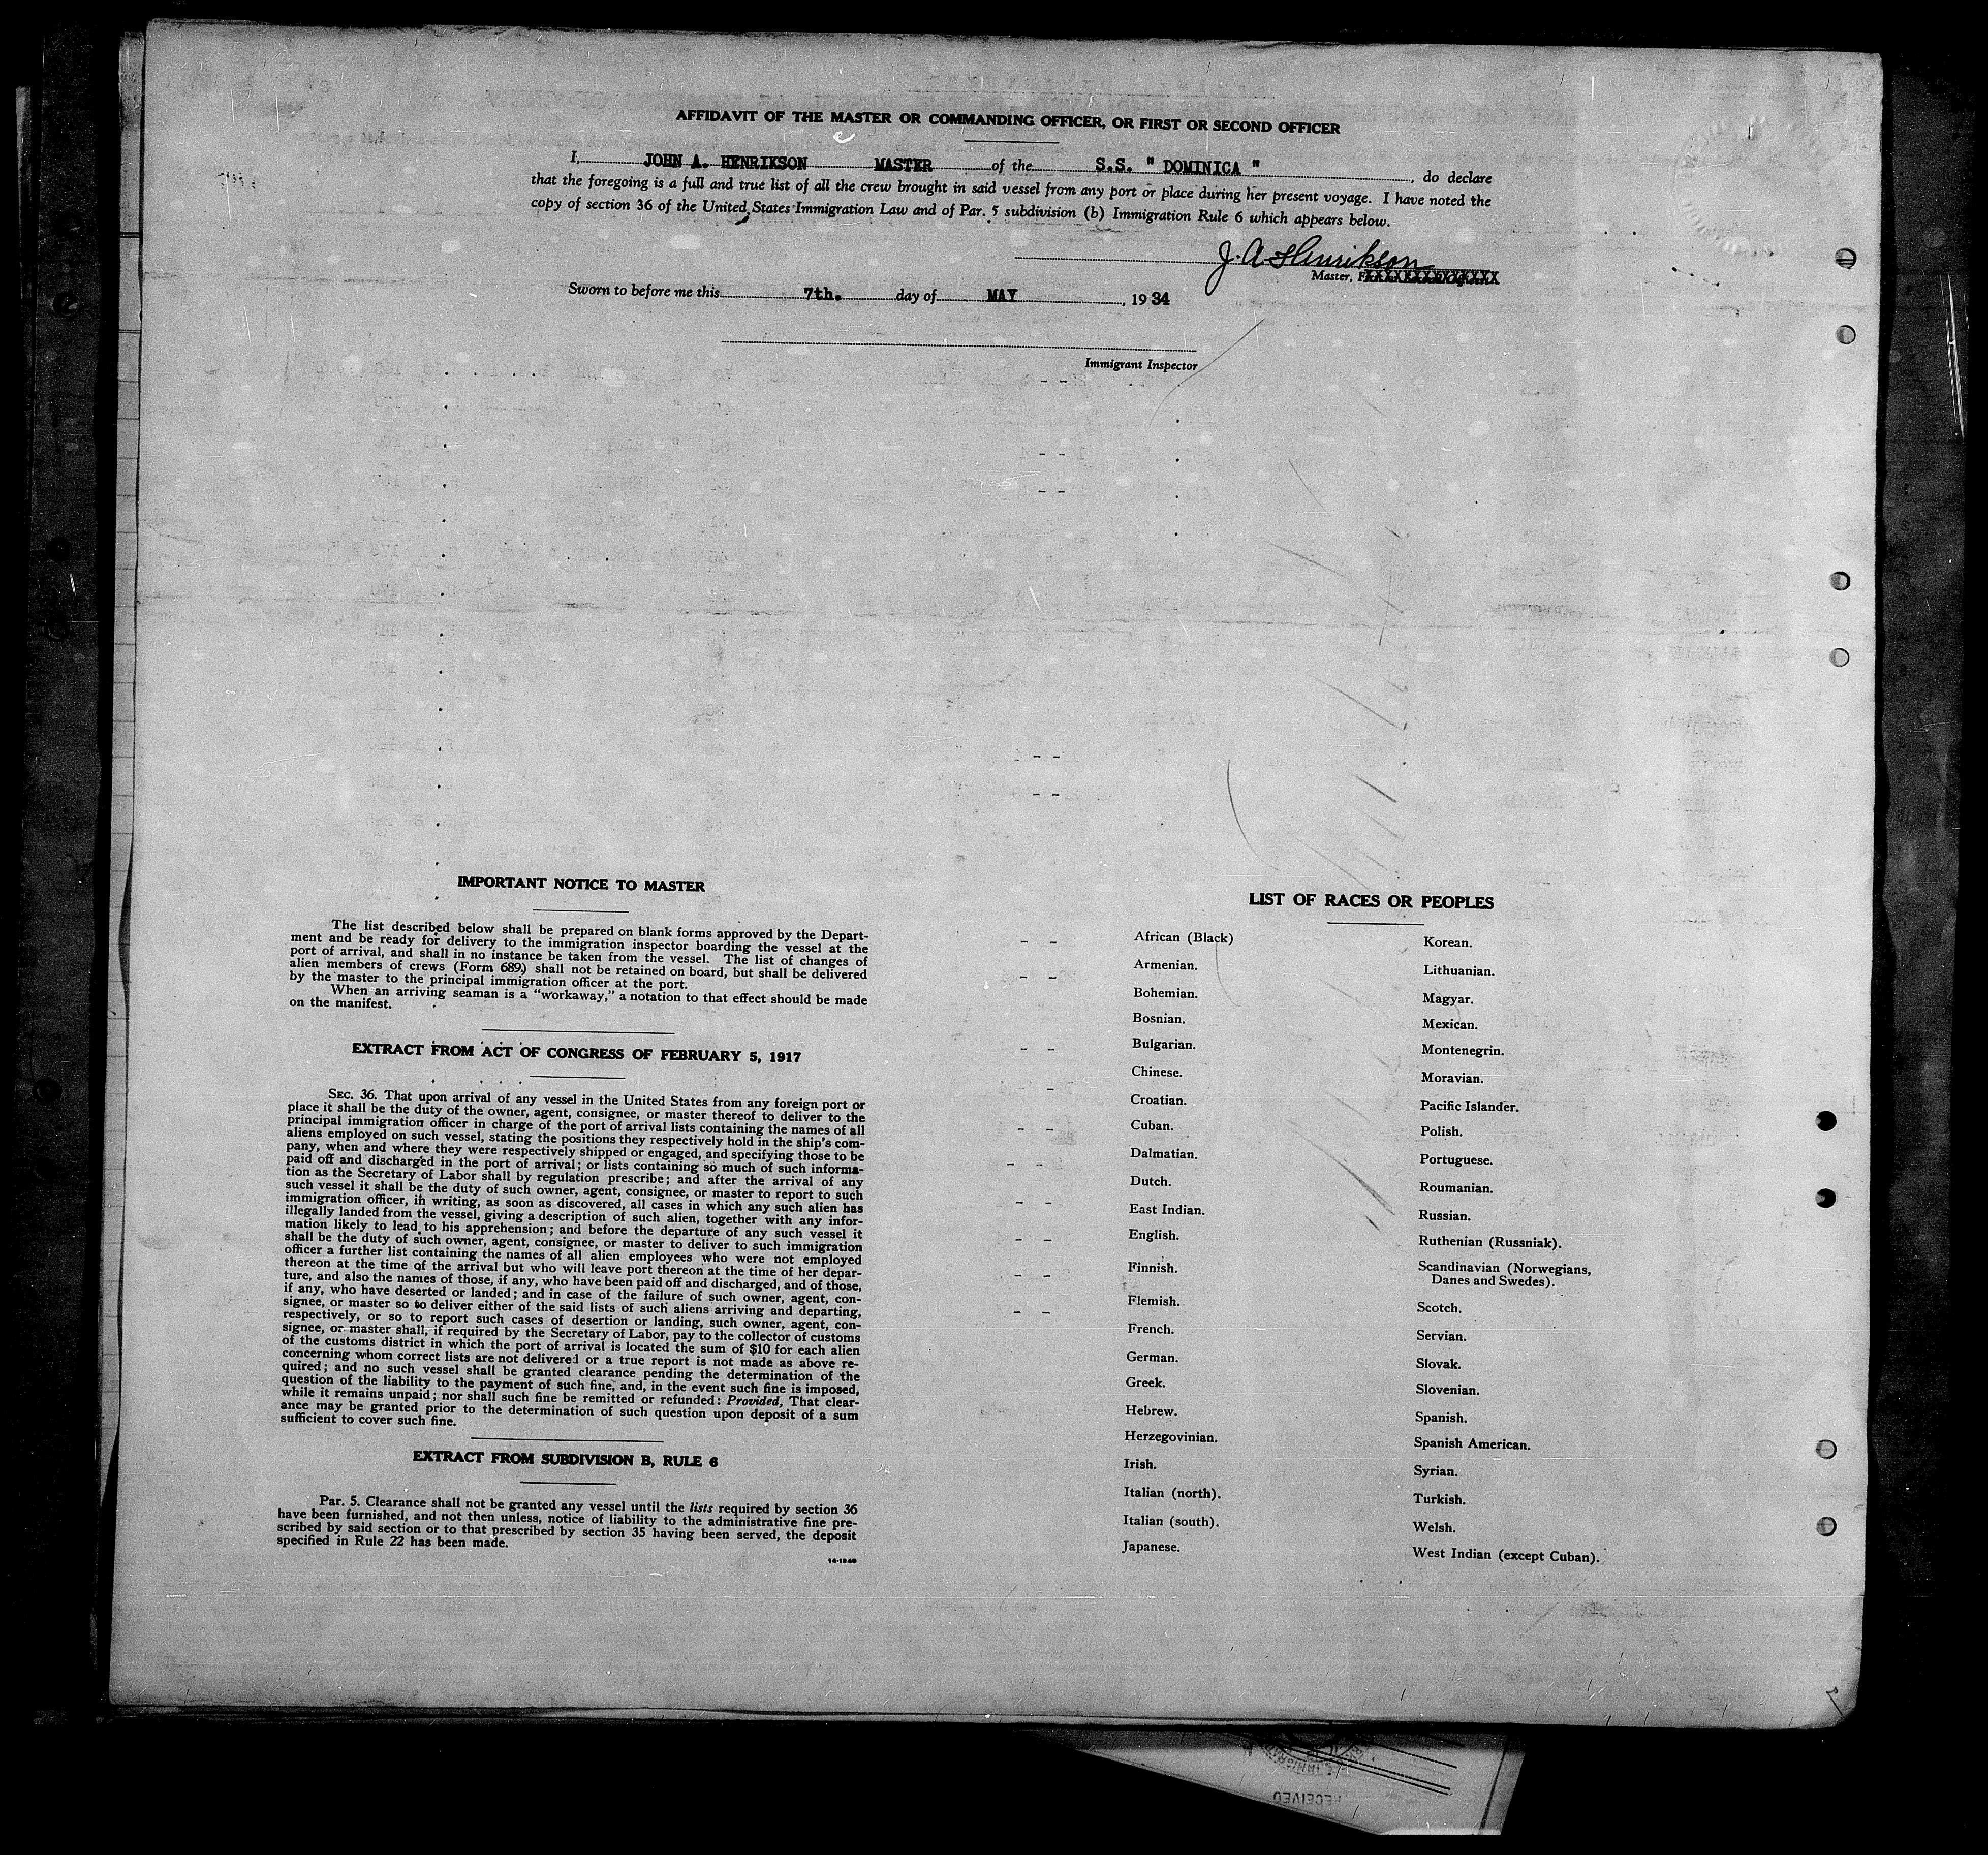 AFFIDAVIT OF THE MASTER OR COMMANDING OFFICER, OR FIRST OR SECOND OFFICER
I, JOHN A. HENRIKSON MASTER of the S.S. " DOMINICA " , do declare
that the foregoing is a full and true list of all the crew brought in said vessel from any port or place during her present voyage. I have noted the
copy of section 36 of the United States Immigration Law and of Par. 5 subdivision (b) Immigration Rule 6 which appears below.
J. A. Henrikson
Master,
Sworn to before me this 7th. day of MAY , 19 34
Immigrant Inspector
IMPORTANT NOTICE TO MASTER
The list described below shall be prepared on blank forms approved by the Depart-
ment and be ready for delivery to the immigration inspector boarding the vessel at the
port of arrival, and shall in no instance be taken from the vessel. The list of changes of
alien members of crews (Form 689) shall not be retained on board, but shall be delivered
by the master to the principal immigration officer at the port.
When an arriving seaman is a "workaway," a notation to that effect should be made
on the manifest.
EXTRACT FROM ACT OF CONGRESS OF FEBRUARY 5, 1917
SEC. 36. That upon arrival of any vessel in the United States from any foreign port or
place it shall be the duty of the owner, agent, consignee, or master thereof to deliver to the
principal immigration officer in charge of the port of arrival lists containing the names of all
aliens employed on such vessel, stating the positions they respectively hold in the ship's com-
pany, when and where they were respectively shipped or engaged, and specifying those to be
paid off and discharged in the port of arrival; or lists containing so much of such informa-
tion as the Secretary of Labor shall by regulation prescribe; and after the arrival of any
such vessel it shall be the duty of such owner, agent, consignee, or master to report to such
immigration officer, in writing, as soon as discovered, all cases in which any such alien has
illegally landed from the vessel, giving a description of such alien, together with any infor-
mation likely to lead to his apprehension; and before the departure of any such vessel it
shall be the duty of such owner, agent, consignee, or master to deliver to such immigration
officer a further list containing the names of all alien employees who were not employed
thereon at the time of the arrival but who will leave port thereon at the time of her depar-
ture, and also the names of those, if any, who have been paid off and discharged, and of those,
if any, who have deserted or landed; and in case of the failure of such owner, agent, con-
signee, or master so to deliver either of the said lists of such aliens arriving and departing,
respectively, or so to report such cases of desertion or landing, such owner, agent, con-
signee, or master shall, if required by the Secretary of Labor, pay to the collector of customs
of the customs district in which the port of arrival is located the sum of $10 for each alien
concerning whom correct lists are not delivered or a true report is not made as above re-
quired; and no such vessel shall be granted clearance pending the determination of the
question of the liability to the payment of such fine, and, in the event such fine is imposed,
while it remains unpaid; nor shall such fine be remitted or refunded: Provided, That clear-
ance may be granted prior to the determination of such question upon deposit of a sum
sufficient to cover such fine.
EXTRACT FROM SUBDIVISION B, RULE 6
Par. 5. Clearance shall not be granted any vessel until the lists required by section 36
have been furnished, and not then unless, notice of liability to the administrative fine pre-
scribed by said section or to that prescribed by section 35 having been served, the deposit
specified in Rule 22 has been made.
14-1240
LIST OF RACES OR PEOPLES
African (Black)
Armenian.
Bohemian.
Bosnian.
Bulgarian.
Chinese.
Croatian.
Cuban.
Dalmatian.
Dutch.
East Indian.
English.
Finnish.
Flemish.
French.
German.
Greek.
Hebrew.
Herzegovinian.
Irish.
Italian (north).
Italian (south).
Japanese.
Korean.
Lithuanian.
Magyar.
Mexican.
Montenegrin.
Moravian.
Pacific Islander.
Polish.
Portuguese.
Roumanian.
Russian.
Ruthenian (Russniak).
Scandinavian (Norwegians,
Danes and Swedes).
Scotch.
Servian.
Slovak.
Slovenian.
Spanish.
Spanish American.
Syrian.
Turkish.
Welsh.
West Indian (except Cuban).
RECEIVED